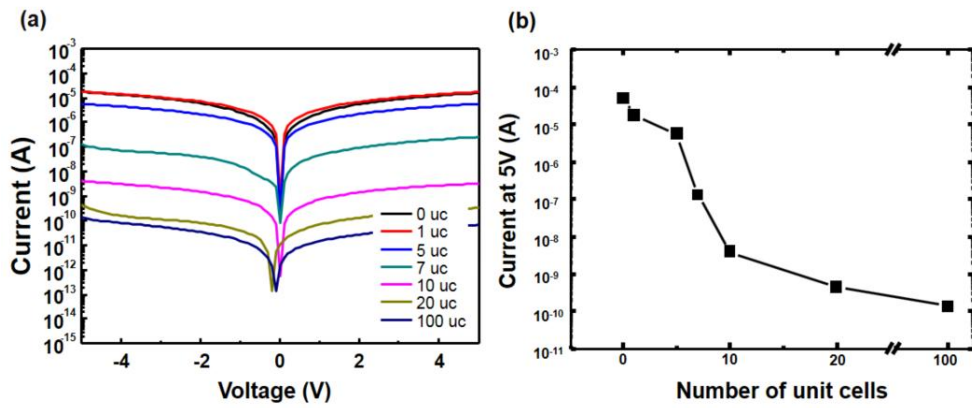 (a)
Current (A)
10⁻³
10⁻⁴
10⁻⁵
10⁻⁶
10⁻⁷
10⁻⁸
10⁻⁹
10⁻¹⁰
10⁻¹¹
10⁻¹²
10⁻¹³
10⁻¹⁴
10⁻¹⁵
0 uc
1 uc
5 uc
7 uc
10 uc
20 uc
100 uc
-4 -2 0 2 4
Voltage (V)
(b)
Current at 5V (A)
10⁻³
10⁻⁴
10⁻⁵
10⁻⁶
10⁻⁷
10⁻⁸
10⁻⁹
10⁻¹⁰
10⁻¹¹
0 10 20 100
Number of unit cells